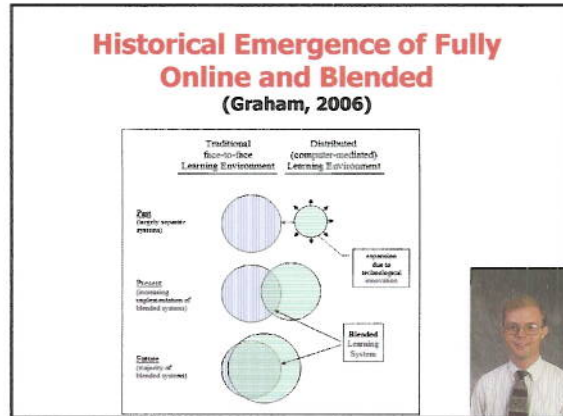 Historical Emergence of Fully
Online and Blended
(Graham, 2006)
Traditional
face-to-face
Learning Environment
Distributed
(computer-mediated)
Learning Environment
Past
(largely separate
systems)
expansion
due to
technological
innovation
Present
(increasing
implementation of
blended systems)
Blended
Learning
System
Future
(majority of
blended systems)